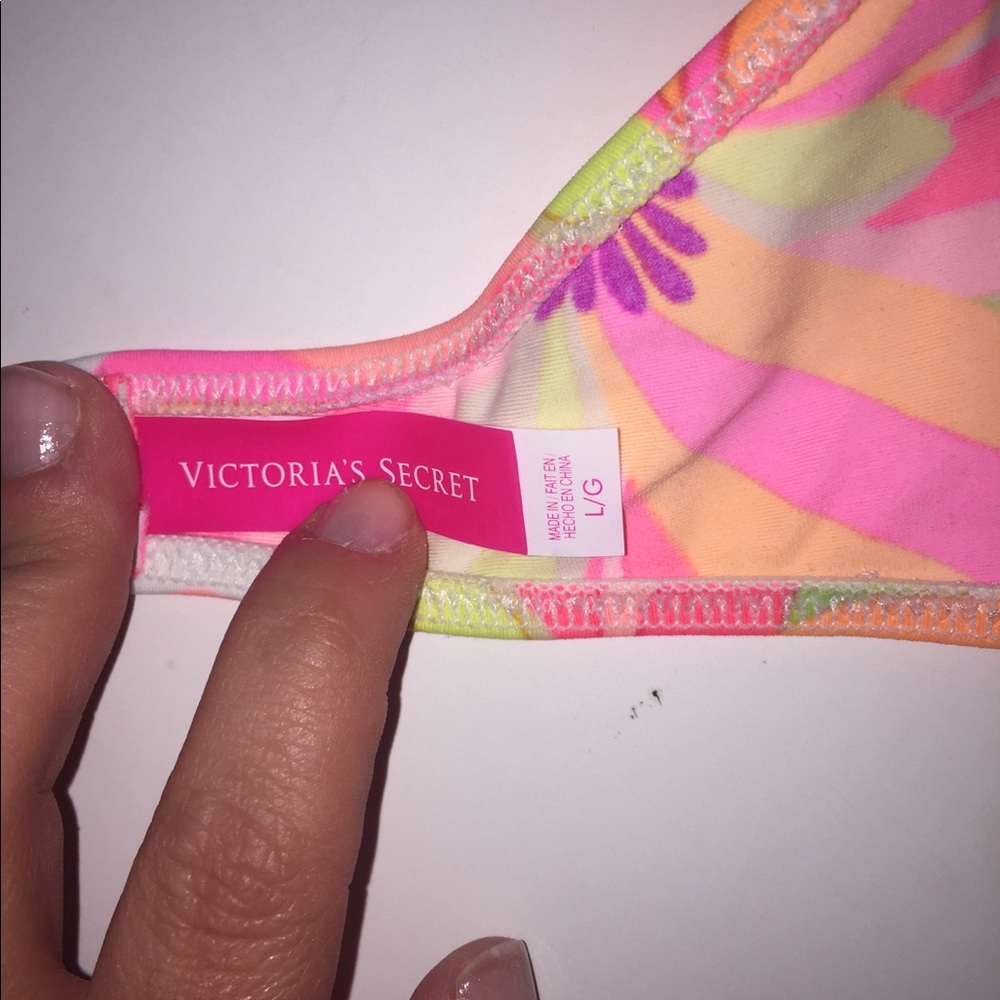 VICTORIA'S SECRET
MADE IN / FAIT EN /
HECHO EN CHINA
L/G